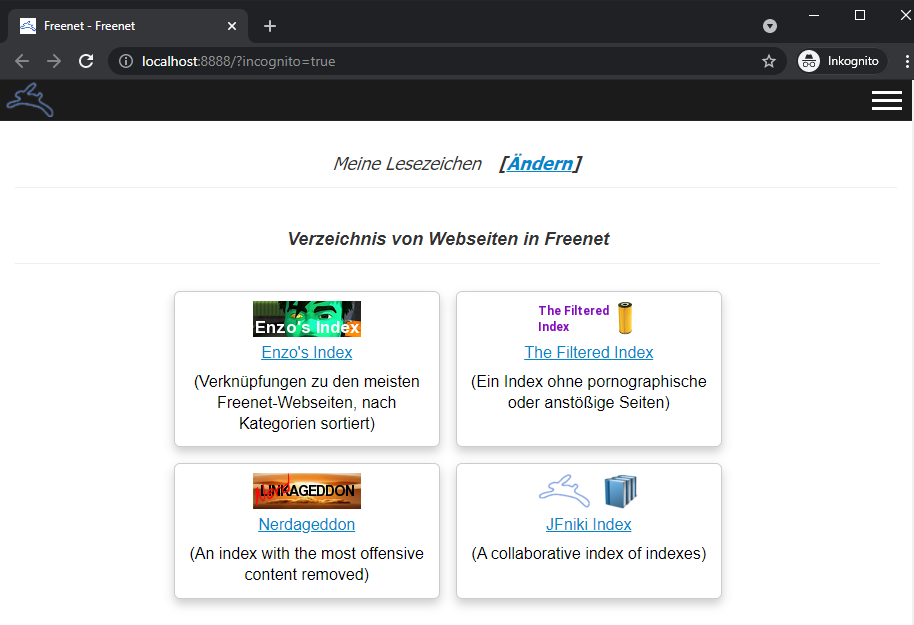 Freenet - Freenet
localhost:8888/?incognito=true
Inkognito
Meine Lesezeichen [Ändern]
Verzeichnis von Webseiten in Freenet
Enzo's Index
Enzo's Index
(Verknüpfungen zu den meisten
Freenet-Webseiten, nach
Kategorien sortiert)
The Filtered
Index
The Filtered Index
(Ein Index ohne pornographische
oder anstößige Seiten)
LINKAGEDDON
Nerdageddon
(An index with the most offensive
content removed)
JFniki Index
(A collaborative index of indexes)